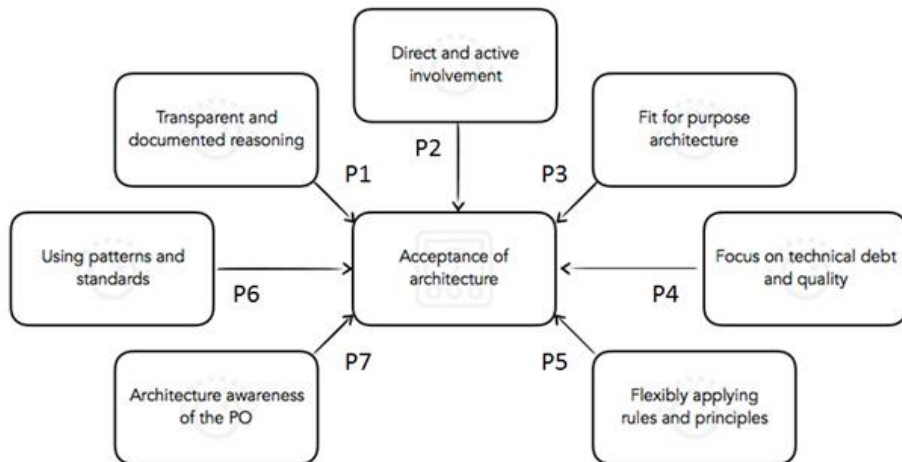 Direct and active
involvement
Transparent and
documented reasoning
Fit for purpose
architecture
P2
P1
P3
Using patterns and
standards
Acceptance of
architecture
Focus on technical debt
and quality
P6
P4
P7
P5
Architecture awareness
of the PO
Flexibly applying
rules and principles